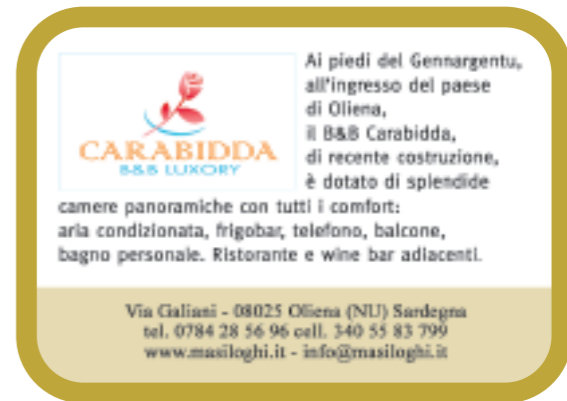 CARABIDDA
B&B LUXORY
Ai piedi del Gennargentu,
all'ingresso del paese
di Oliena,
il B&B Carabidda,
di recente costruzione,
è dotato di splendide
camere panoramiche con tutti i comfort:
aria condizionata, frigobar, telefono, balcone,
bagno personale. Ristorante e wine bar adiacenti.
Via Galiani - 08025 Oliena (NU) Sardegna
tel. 0784 28 56 96 cell. 340 55 83 799
www.masiloghi.it - info@masiloghi.it